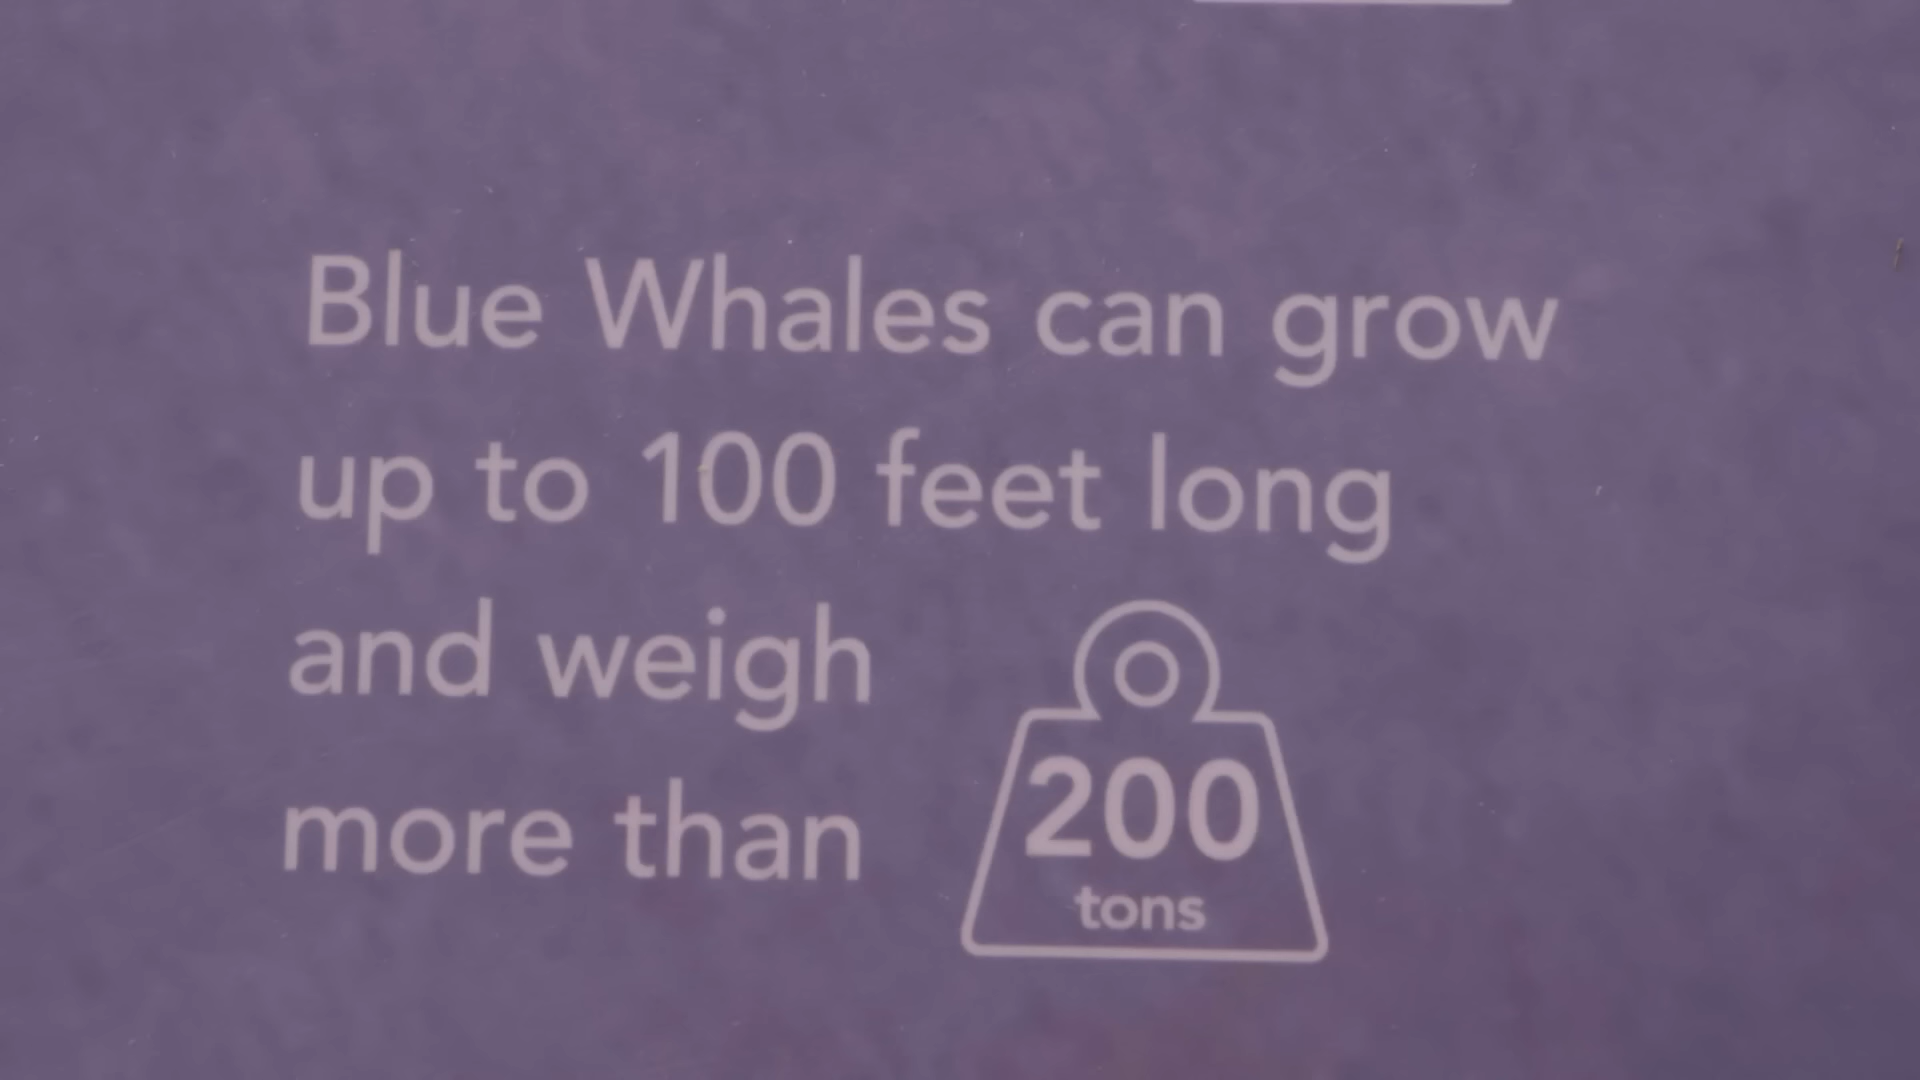 Blue Whales can grow
up to 100 feet long
and weigh
more than
200
tons